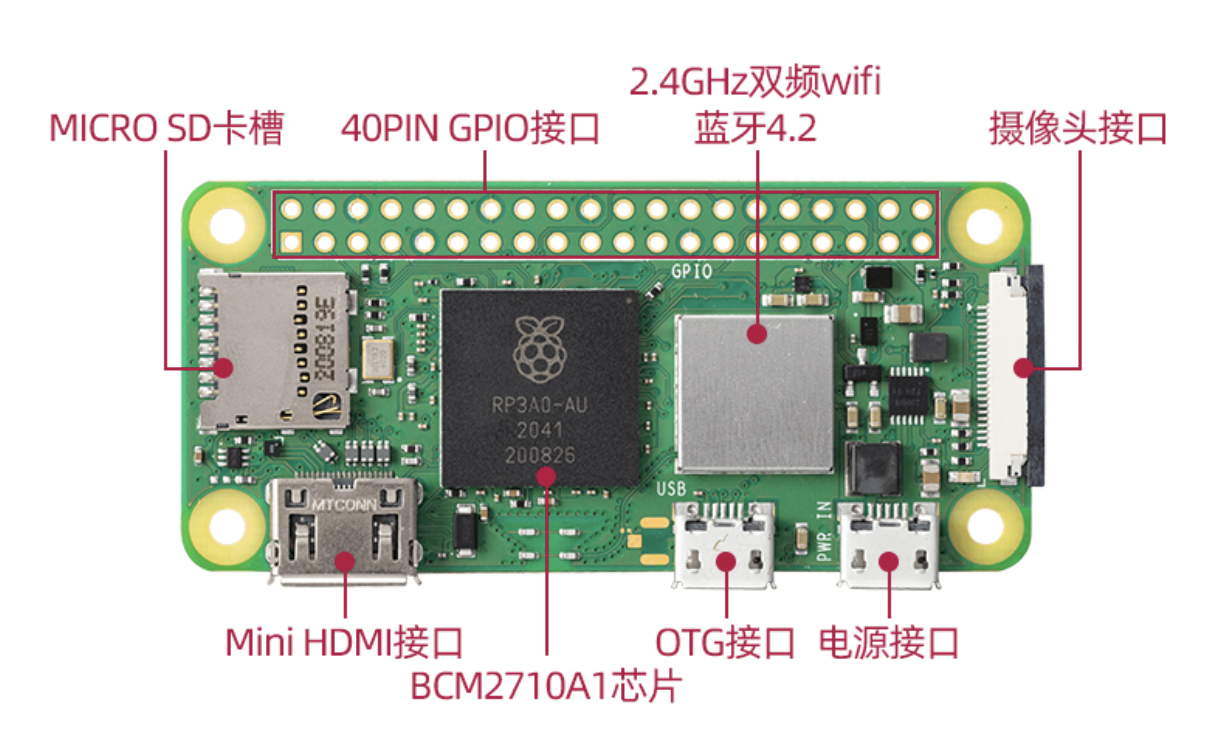 2.4GHz双频wifi
MICRO SD卡槽
40PIN GPIO接口
蓝牙4.2
摄像头接口
GPIO
200819E
RP3A0-AU
2041
200826
USB
MTCONN
PWR IN
Mini HDMI接口
OTG接口
电源接口
BCM2710A1芯片